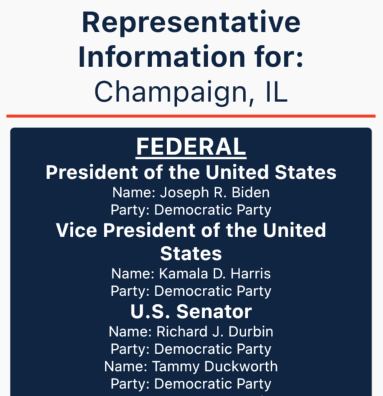 Representative
Information for:
Champaign, IL
FEDERAL
President of the United States
Name: Joseph R. Biden
Party: Democratic Party
Vice President of the United
States
Name: Kamala D. Harris
Party: Democratic Party
U.S. Senator
Name: Richard J. Durbin
Party: Democratic Party
Name: Tammy Duckworth
Party: Democratic Party